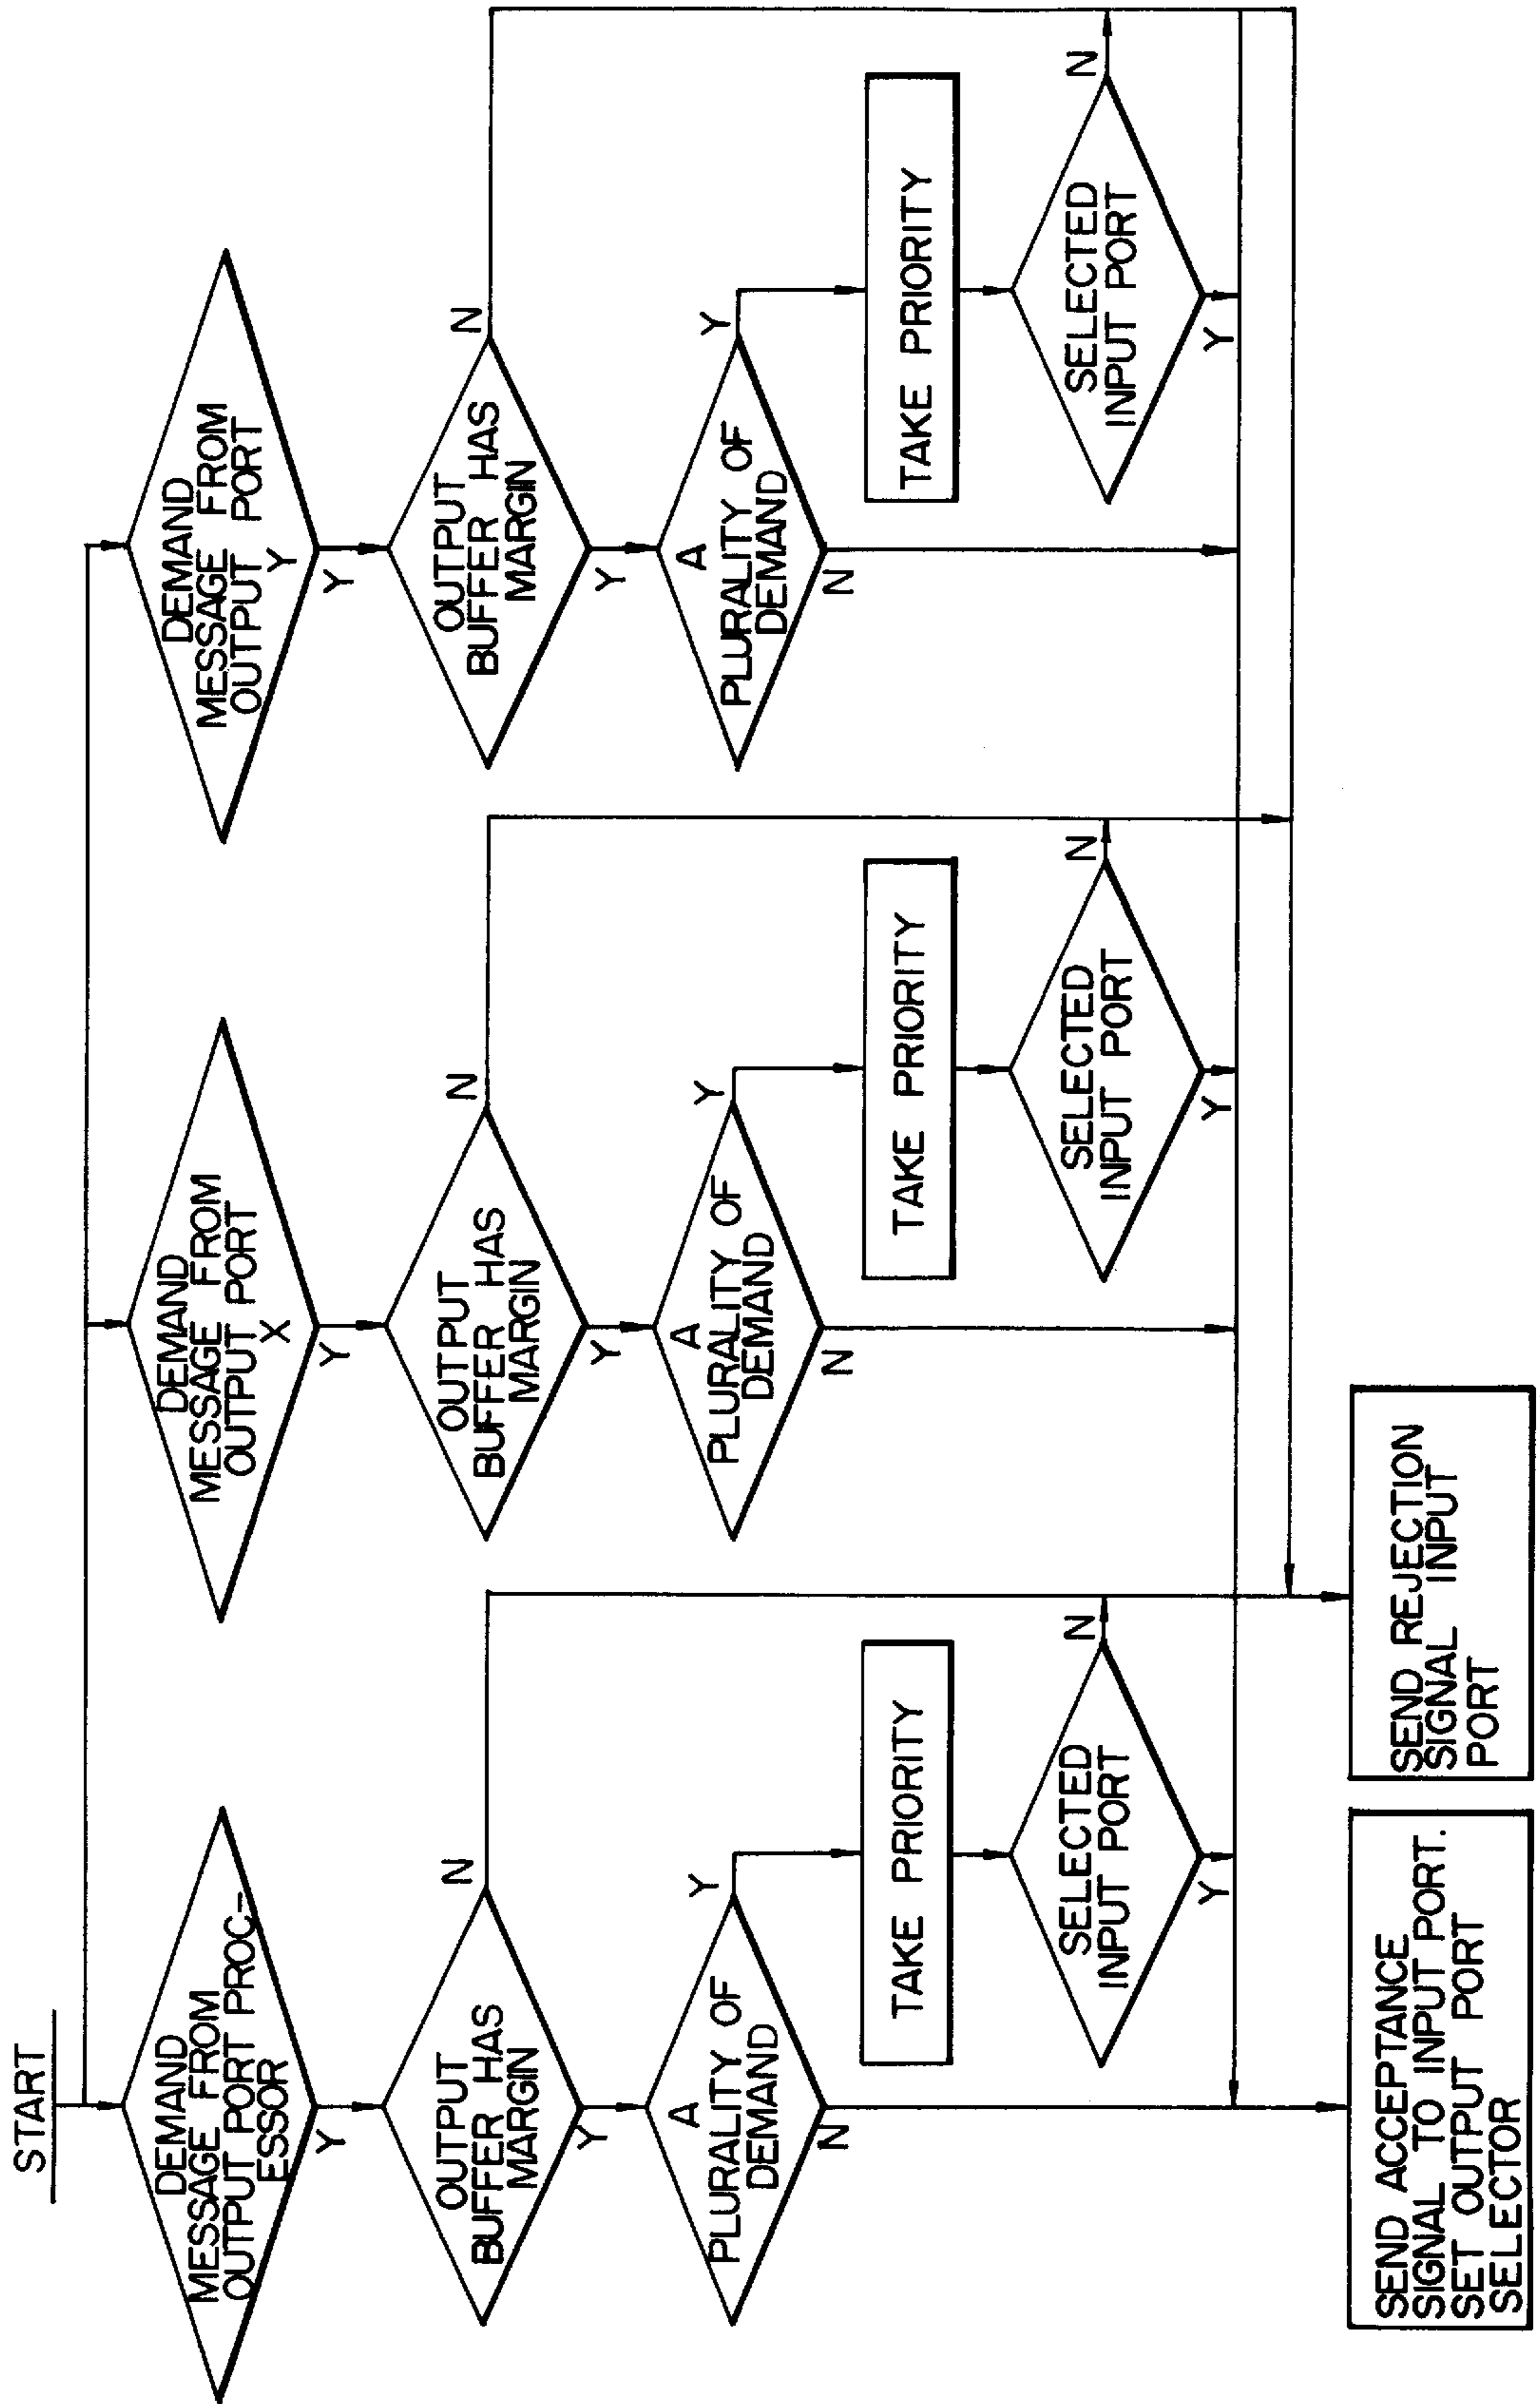 START
DEMAND
MESSAGE FROM
OUTPUT PORT PROC-
ESSOR
Y
OUTPUT
BUFFER HAS
MARGIN
N
Y
A
PLURALITY OF
DEMAND
Y
N
TAKE PRIORITY
SELECTED
INPUT PORT
N
Y
DEMAND
MESSAGE FROM
OUTPUT PORT
X
Y
OUTPUT
BUFFER HAS
MARGIN
N
Y
A
PLURALITY OF
DEMAND
Y
N
TAKE PRIORITY
SELECTED
INPUT PORT
N
Y
DEMAND
MESSAGE FROM
OUTPUT PORT
Y
Y
OUTPUT
BUFFER HAS
MARGIN
N
Y
A
PLURALITY OF
DEMAND
Y
N
TAKE PRIORITY
SELECTED
INPUT PORT
N
Y
SEND ACCEPTANCE
SIGNAL TO INPUT PORT.
SET OUTPUT PORT
SELECTOR
SEND REJECTION
SIGNAL INPUT
PORT